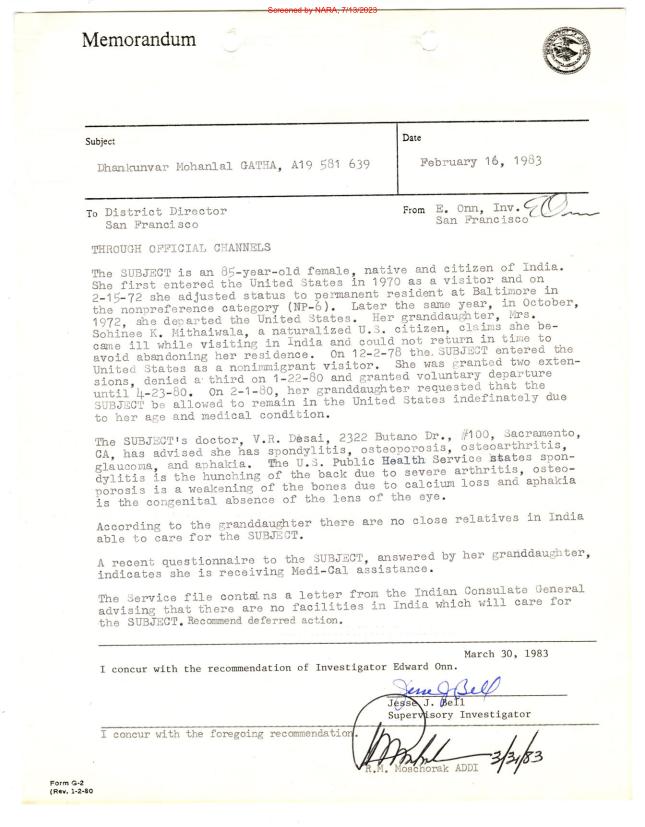 Screened by NARA, 7/13/2023
Memorandum
Subject
Dhankunvar Mohanlal GATHA, A19 581 639
Date
February 16, 1983
To District Director
San Francisco
From E. Onn, Inv. EOnn
San Francisco
THROUGH OFFICIAL CHANNELS
The SUBJECT is an 85-year-old female, native and citizen of India.
She first entered the United States in 1970 as a visitor and on
2-15-72 she adjusted status to permanent resident at Baltimore in
the nonpreference category (NP-6). Later the same year, in October,
1972, she departed the United States. Her granddaughter, Mrs.
Sohinee K. Mithaiwala, a naturalized U.S. citizen, claims she be-
came ill while visiting in India and could not return in time to
avoid abandoning her residence. On 12-2-78 the SUBJECT entered the
United States as a nonimmigrant visitor. She was granted two exten-
sions, denied a third on 1-22-80 and granted voluntary departure
until 4-23-80. On 2-1-80, her granddaughter requested that the
SUBJECT be allowed to remain in the United States indefinately due
to her age and medical condition.
The SUBJECT's doctor, V.R. Desai, 2322 Butano Dr., #100, Sacramento,
CA, has advised she has spondylitis, osteoporosis, osteoarthritis,
glaucoma, and aphakia. The U.S. Public Health Service states spon-
dylitis is the hunching of the back due to severe arthritis, osteo-
porosis is a weakening of the bones due to calcium loss and aphakia
is the congenital absence of the lens of the eye.
According to the granddaughter there are no close relatives in India
able to care for the SUBJECT.
A recent questionnaire to the SUBJECT, answered by her granddaughter,
indicates she is receiving Medi-Cal assistance.
The Service file contains a letter from the Indian Consulate General
advising that there are no facilities in India which will care for
the SUBJECT. Recommend deferred action.
March 30, 1983
I concur with the recommendation of Investigator Edward Onn.
Jesse J Bell
Jesse J. Bell
Supervisory Investigator
I concur with the foregoing recommendation.
3/31/83
R.M. Moschorak ADDI
Form G-2
(Rev. 1-2-80